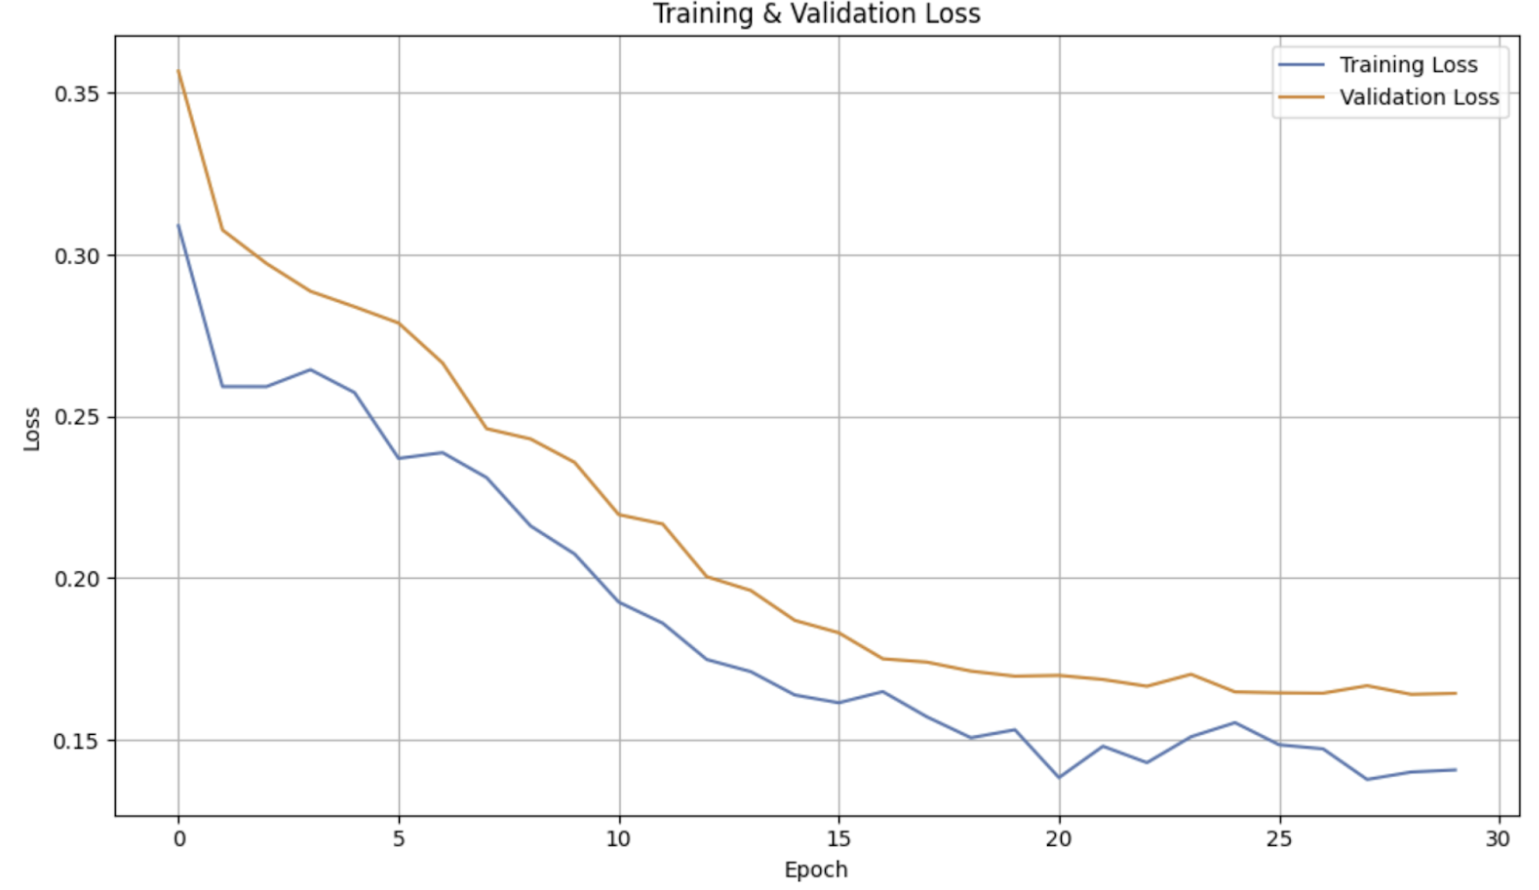 Training & Validation Loss
Training Loss
Validation Loss
0.35
0.30
0.25
0.20
0.15
Loss
0 5 10 15 20 25 30
Epoch